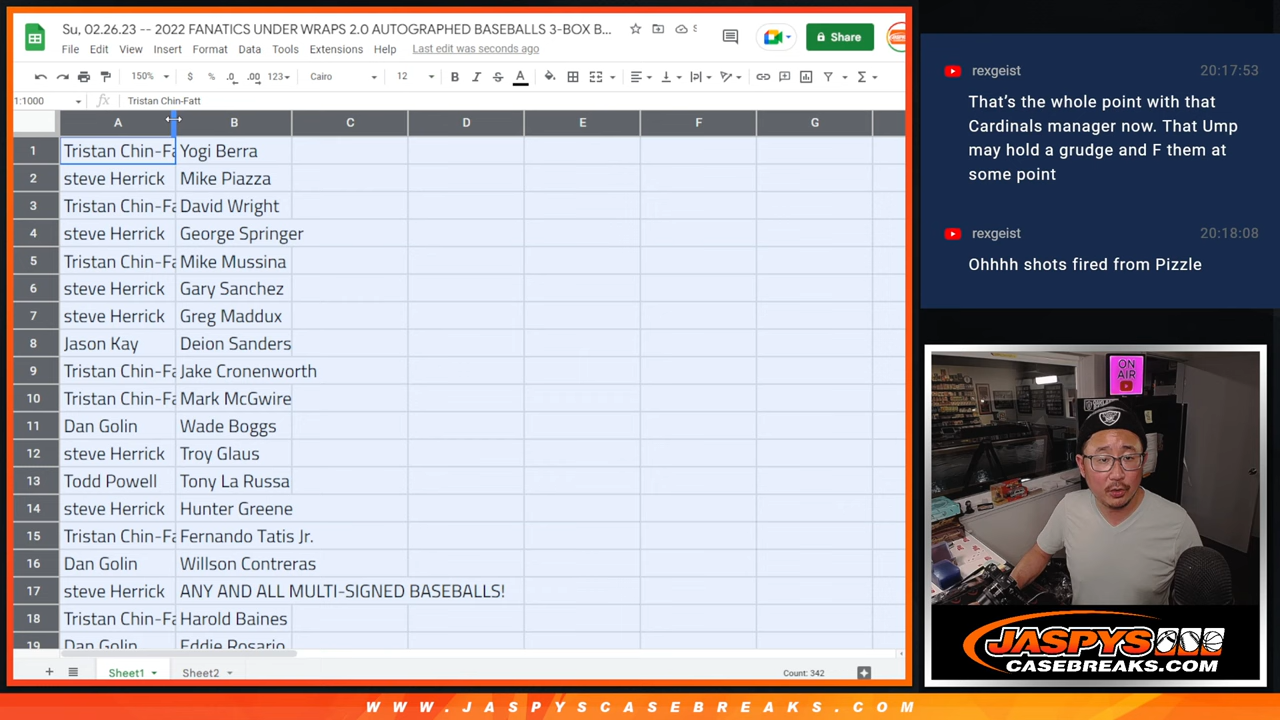 Su, 02.26.23 -- 2022 FANATICS UNDER WRAPS 2.0 AUTOGRAPHED BASEBALLS 3-BOX B...
Share
File Edit View Insert Format Data Tools Extensions Help Last edit was seconds ago
150% $ % .0 .00 123 Cairo 12 B I S A
1:1000 fx Tristan Chin-Fatt
A B C D E F G
1 Tristan Chin-Fa Yogi Berra
2 steve Herrick Mike Piazza
3 Tristan Chin-Fa David Wright
4 steve Herrick George Springer
5 Tristan Chin-Fa Mike Mussina
6 steve Herrick Gary Sanchez
7 steve Herrick Greg Maddux
8 Jason Kay Deion Sanders
9 Tristan Chin-Fa Jake Cronenworth
10 Tristan Chin-Fa Mark McGwire
11 Dan Golin Wade Boggs
12 steve Herrick Troy Glaus
13 Todd Powell Tony La Russa
14 steve Herrick Hunter Greene
15 Tristan Chin-Fa Fernando Tatis Jr.
16 Dan Golin Willson Contreras
17 steve Herrick ANY AND ALL MULTI-SIGNED BASEBALLS!
18 Tristan Chin-Fa Harold Baines
19 Dan Golin Eddie Rosario
Sheet1 Sheet2 Count: 342
rexgeist 20:17:53
That's the whole point with that
Cardinals manager now. That Ump
may hold a grudge and F them at
some point
rexgeist 20:18:08
Ohhhh shots fired from Pizzle
ON
AIR
JASPYS
CASEBREAKS.COM
WWW.JASPYSCASEBREAKS.COM